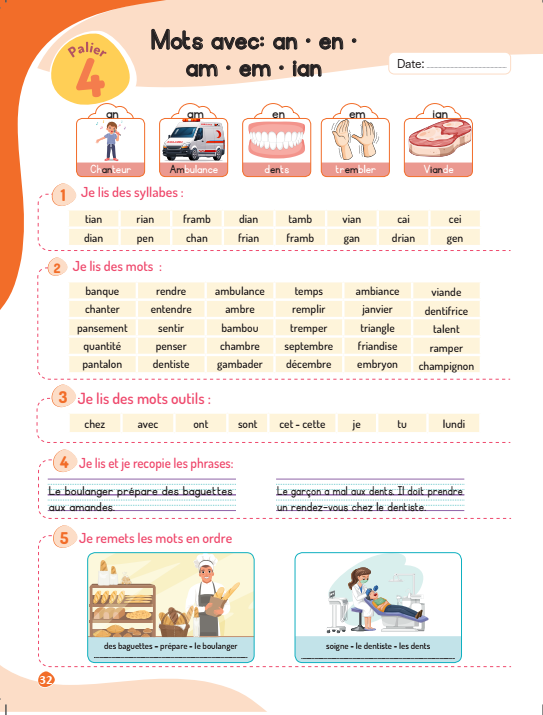 Palier
4
Mots avec: an • en •
am • em • ian
Date:
an am en em ian
Chanteur Ambulance dents trembler Viande
1 Je lis des syllabes :
tian rian framb dian tamb vian cai cei
dian pen chan frian framb gan drian gen
2 Je lis des mots :
banque rendre ambulance temps ambiance viande
chanter entendre ambre remplir janvier dentifrice
pansement sentir bambou tremper triangle talent
quantité penser chambre septembre friandise ramper
pantalon dentiste gambader décembre embryon champignon
3 Je lis des mots outils :
chez avec ont sont cet - cette je tu lundi
4 Je lis et je recopie les phrases:
Le boulanger prépare des baguettes
aux amandes.
Le garçon a mal aux dents. Il doit prendre
un rendez-vous chez le dentiste.
5 Je remets les mots en ordre
des baguettes - prépare - le boulanger
soigne - le dentiste - les dents
32